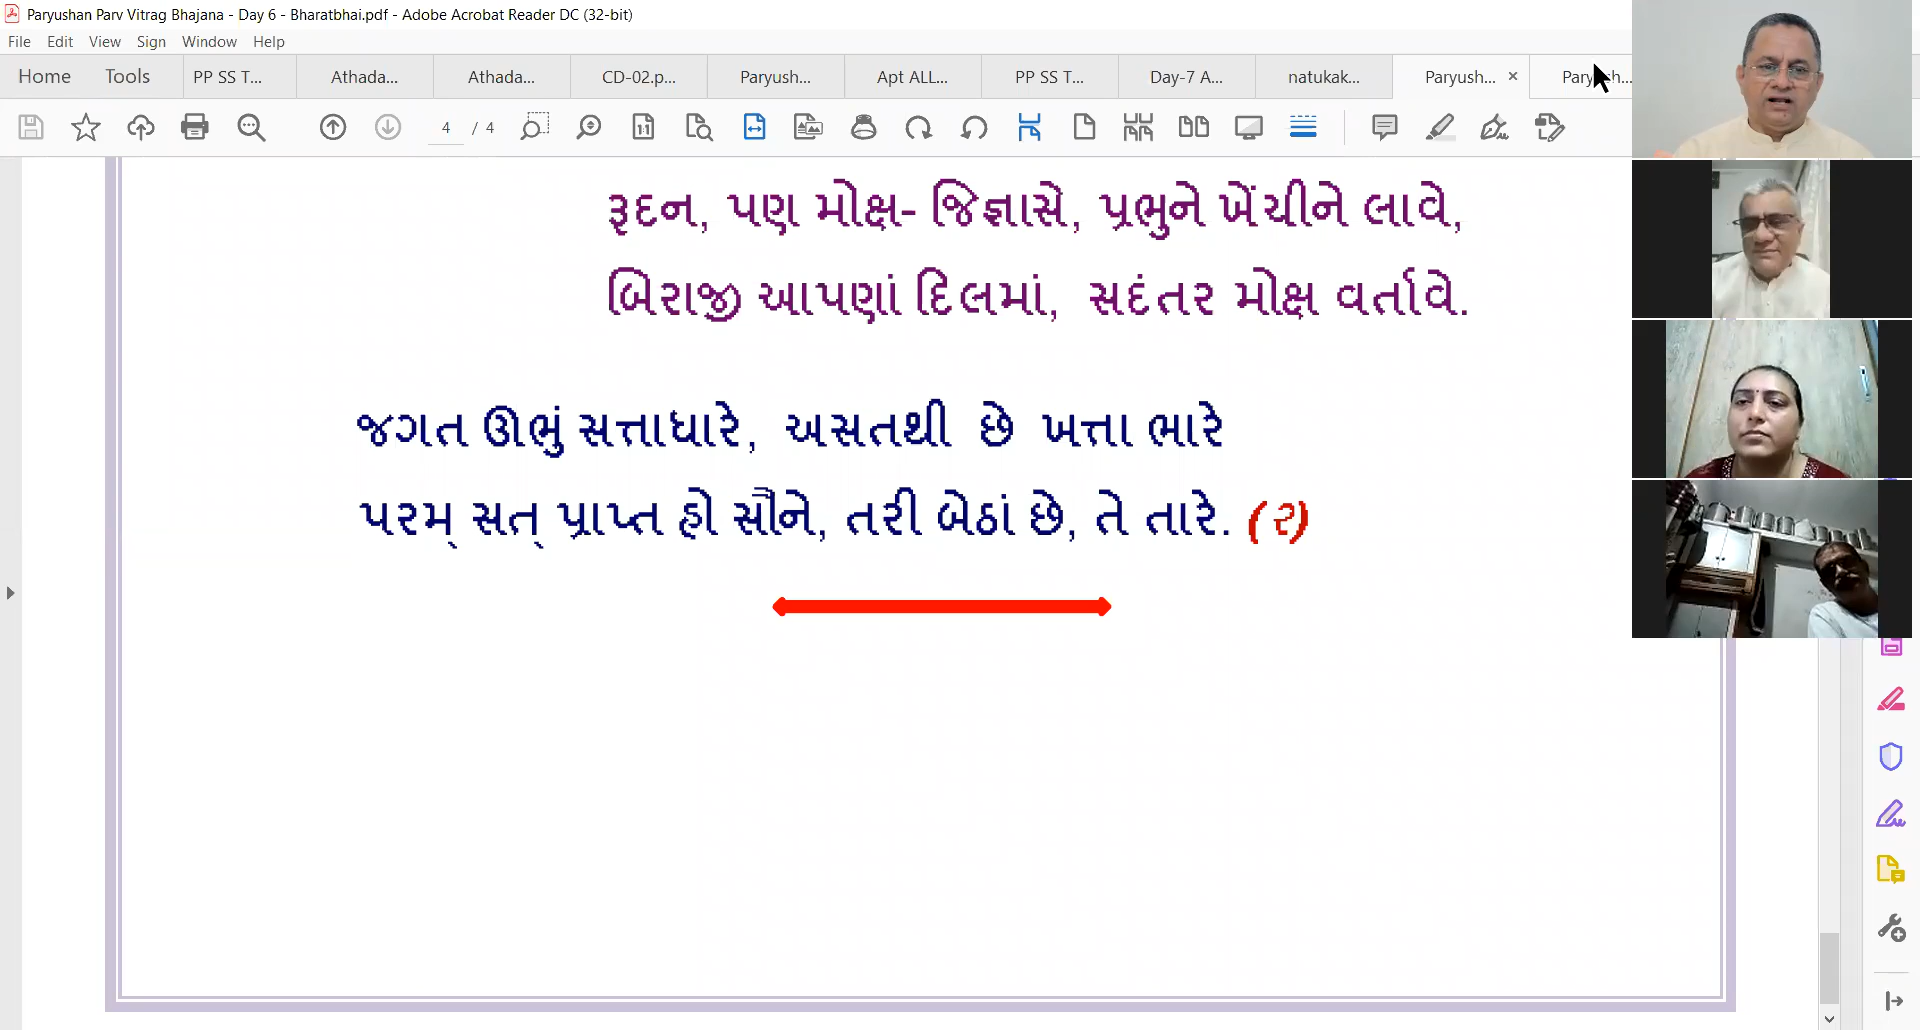 Paryushan Parv Vitrag Bhajana - Day 6 - Bharatbhai.pdf - Adobe Acrobat Reader DC (32-bit)
File Edit View Sign Window Help
Home Tools PP SS T... Athada... Athada... CD-02.p... Paryush... Apt ALL... PP SS T... Day-7 A... natukak... Paryush... ×
4 / 4
રૂદન, પણ મોક્ષ- જિજ્ઞાસે, પ્રભુને ખેંચીને લાવે,
બિરાજી આપણાં દિલમાં, સદંતર મોક્ષ વર્તાવે.
જગત ઊભું સત્તાધારે, અસતથી છે ખત્તા ભારે
પરમ્ સત્ પ્રાપ્ત હો સૌને, તરી બેઠાં છે, તે તારે. (૨)